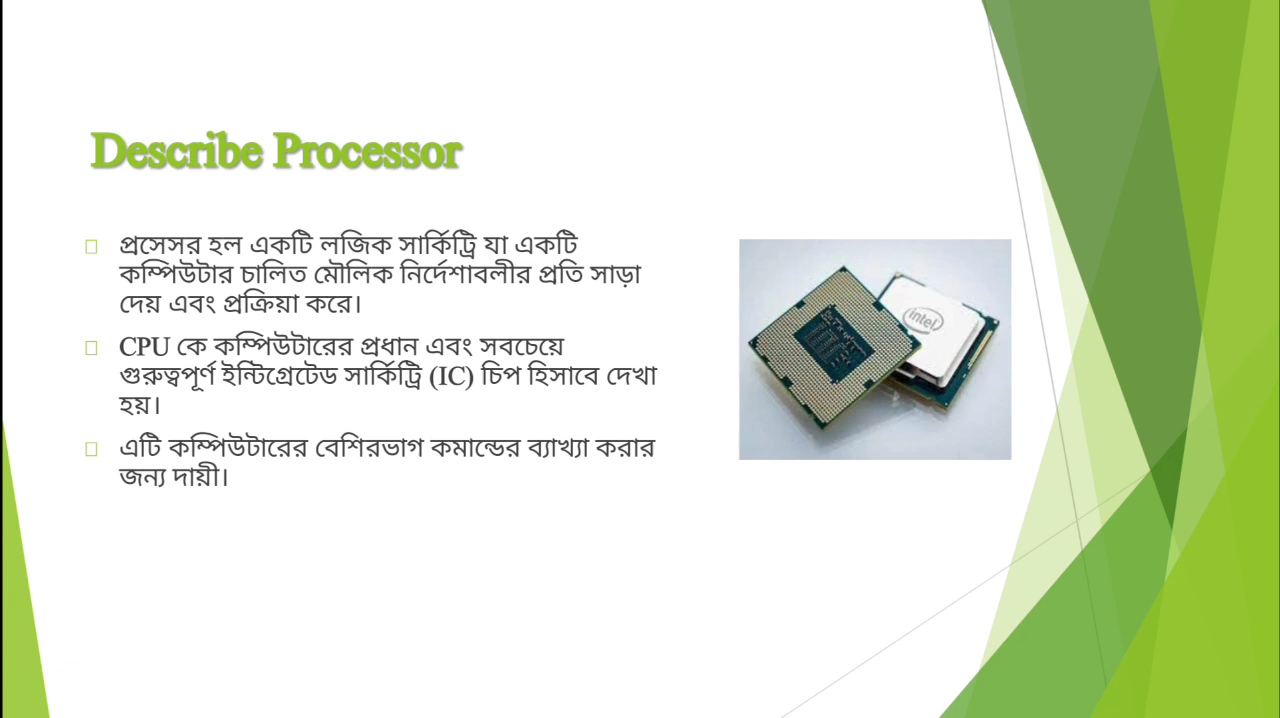 Describe Processor
প্রসেসর হল একটি লজিক সার্কিট্রি যা একটি
কম্পিউটার চালিত মৌলিক নির্দেশাবলীর প্রতি সাড়া
দেয় এবং প্রক্রিয়া করে।
CPU কে কম্পিউটারের প্রধান এবং সবচেয়ে
গুরুত্বপূর্ণ ইন্টিগ্রেটেড সার্কিট্রি (IC) চিপ হিসাবে দেখা
হয়।
এটি কম্পিউটারের বেশিরভাগ কমান্ডের ব্যাখ্যা করার
জন্য দায়ী।
intel